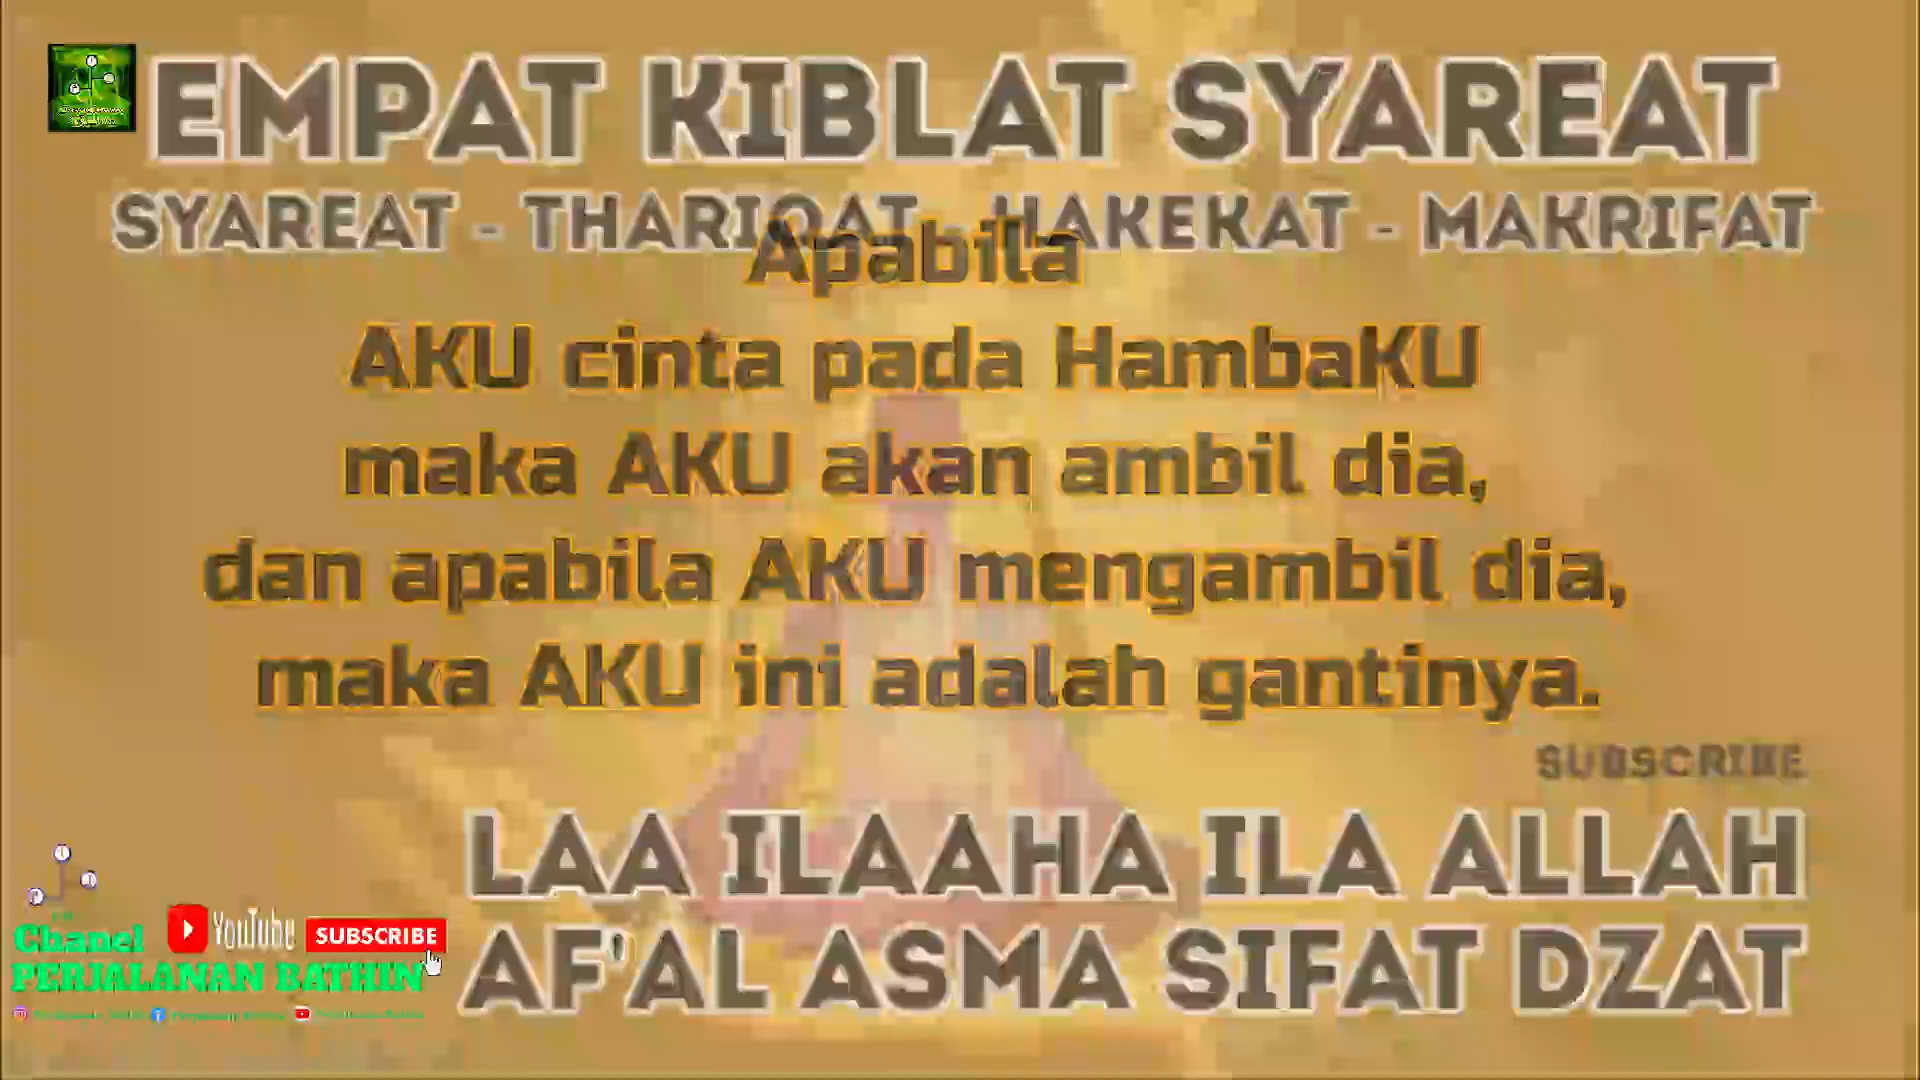 EMPAT KIBLAT SYAREAT
SYAREAT - THARIQAT - HAKEKAT - MAKRIFAT
Apabila
AKU cinta pada HambaKU
maka AKU akan ambil dia,
dan apabila AKU mengambil dia,
maka AKU ini adalah gantinya.
SUBSCRIBE
LAA ILAAHA ILA ALLAH
AF'AL ASMA SIFAT DZAT
Chanel YouTube SUBSCRIBE
PERJALANAN BATHIN